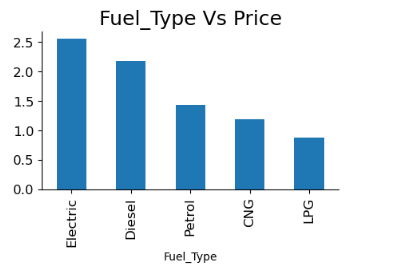 Fuel_Type Vs Price
2.5
2.0
1.5
1.0
0.5
0.0
Electric
Diesel
Petrol
CNG
LPG
Fuel_Type